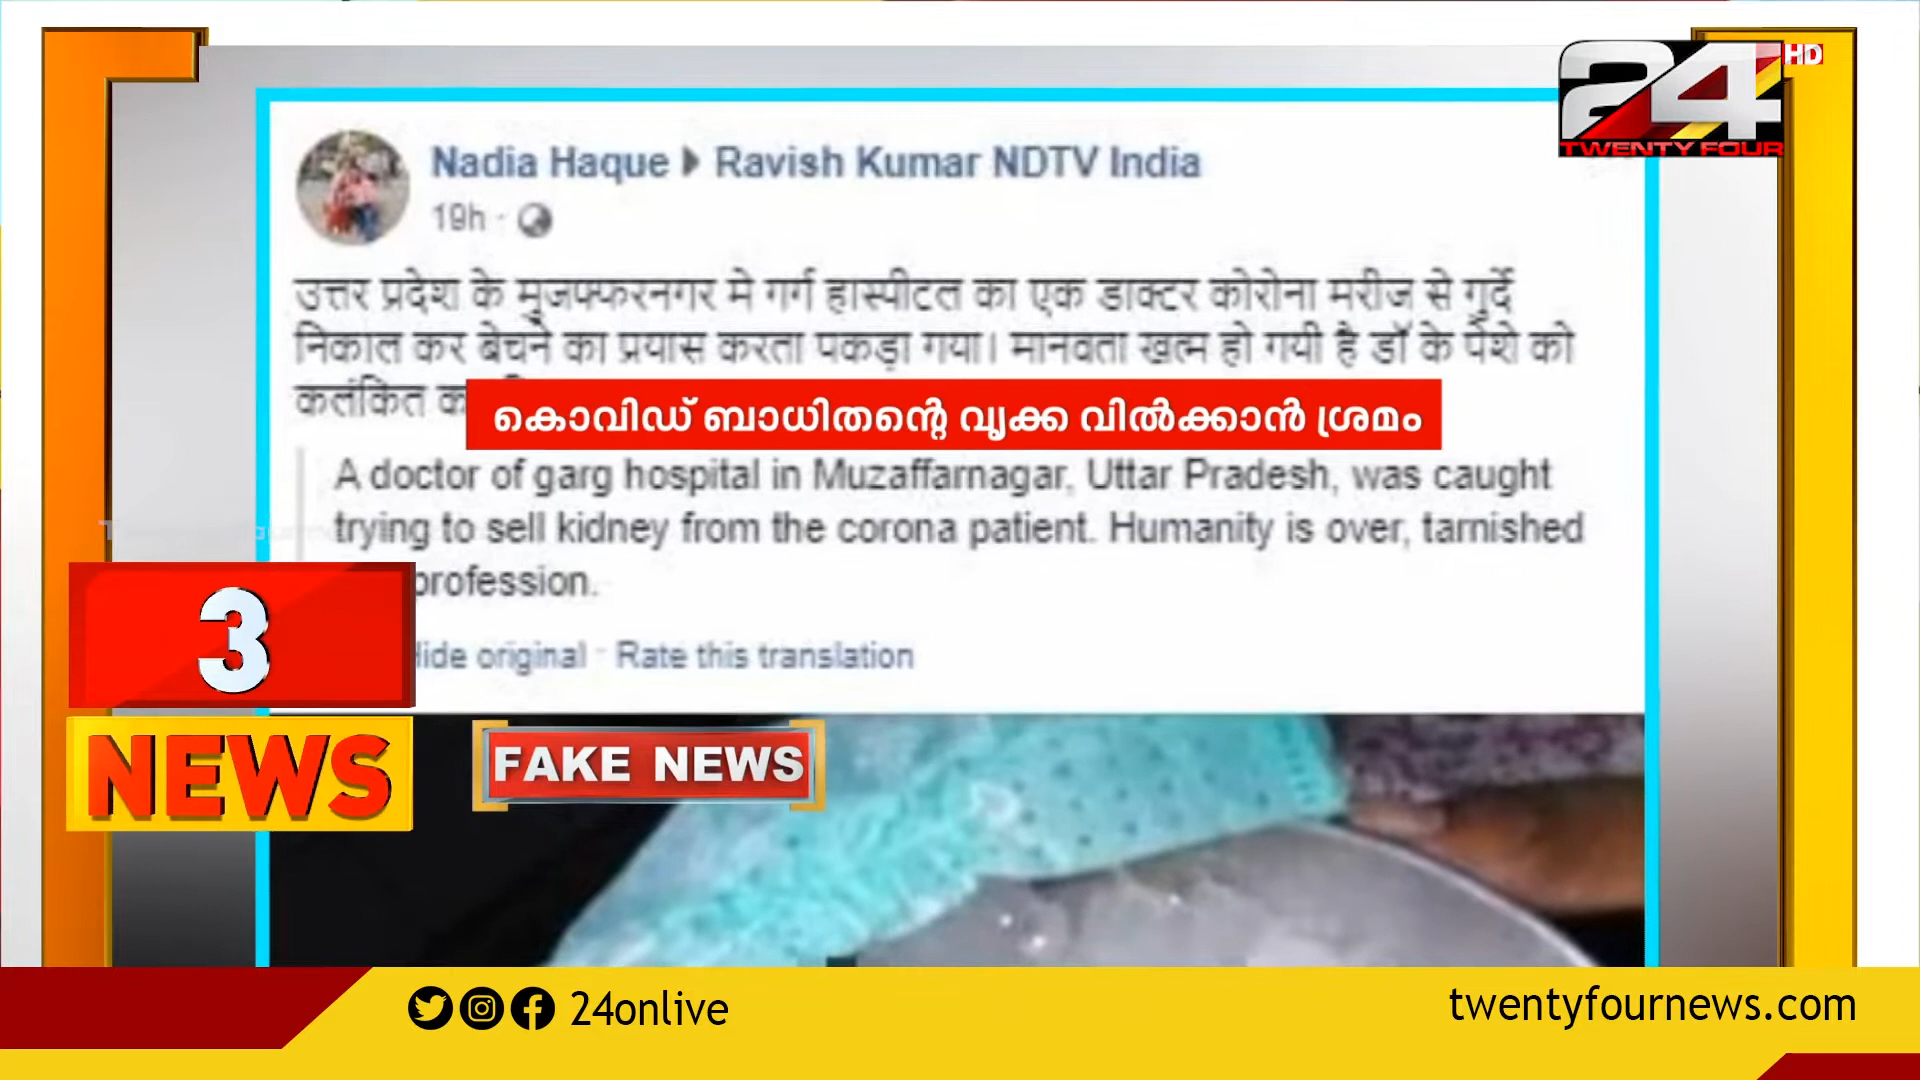 24 HD
TWENTY FOUR
Nadia Haque ▶ Ravish Kumar NDTV India
19h ·
उत्तर प्रदेश के मुजफ्फरनगर मे गर्ग हास्पीटल का एक डाक्टर कोरोना मरीज से गुर्दे
निकाल कर बेचने का प्रयास करता पकड़ा गया। मानवता खत्म हो गयी है डॉ के पेशे को
कलंकित
കൊവിഡ് ബാധിതന്റെ വൃക്ക വിൽക്കാൻ ശ്രമം
A doctor of garg hospital in Muzaffarnagar, Uttar Pradesh, was caught
trying to sell kidney from the corona patient. Humanity is over, tarnished
profession.
Hide original · Rate this translation
3
NEWS
FAKE NEWS
24onlive
twentyfournews.com